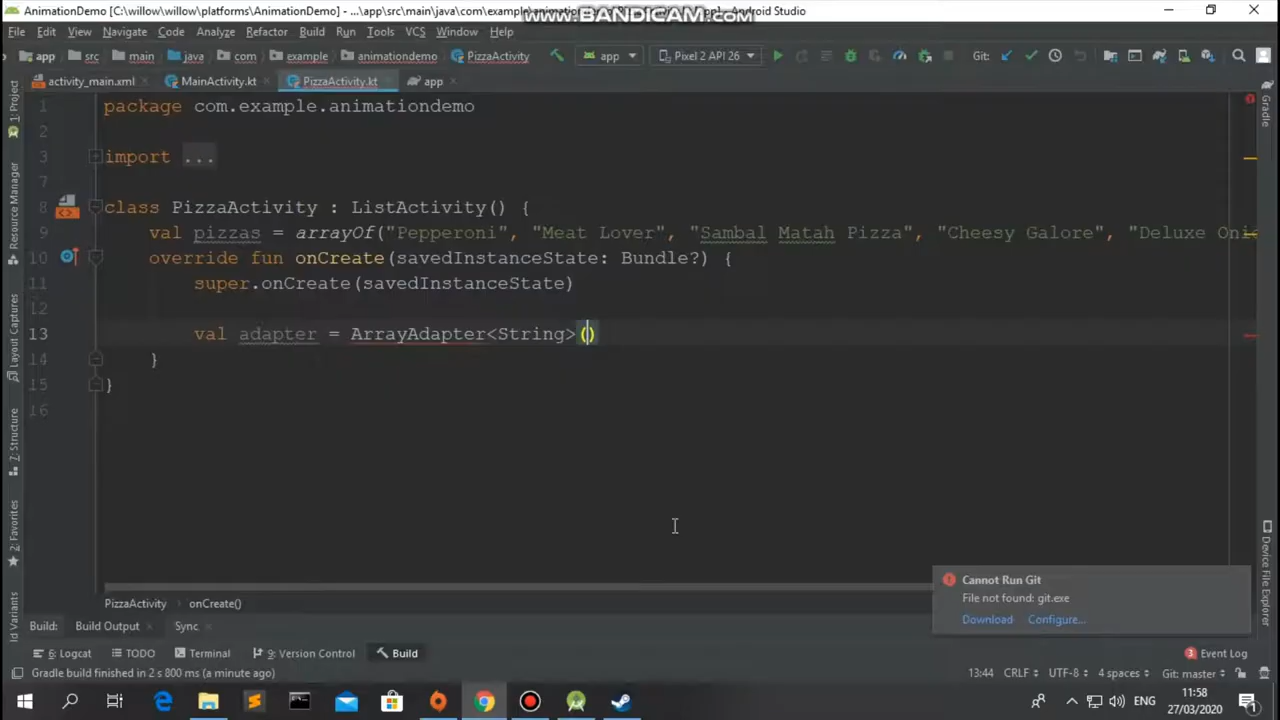 AnimationDemo [C:\willow\willow\platforms\AnimationDemo] - ...\app\src\main\java\com\example\animation
Android Studio
www.BANDICAM.com
File Edit View Navigate Code Analyze Refactor Build Run Tools VCS Window Help
app src main java com example animationdemo PizzaActivity app Pixel 2 API 26 Git:
activity_main.xml MainActivity.kt PizzaActivity.kt app
1 package com.example.animationdemo
2
3 import ...
7
8 class PizzaActivity : ListActivity() {
9 val pizzas = arrayOf("Pepperoni", "Meat Lover", "Sambal Matah Pizza", "Cheesy Galore", "Deluxe Oni
10 override fun onCreate(savedInstanceState: Bundle?) {
11 super.onCreate(savedInstanceState)
12
13 val adapter = ArrayAdapter<String>()
14 }
15 }
16
1: Project
Resource Manager
Layout Captures
7: Structure
2: Favorites
ld Variants
Gradle
Device File Explorer
Cannot Run Git
File not found: git.exe
Download Configure...
PizzaActivity onCreate()
Build: Build Output Sync
6: Logcat TODO Terminal 9: Version Control Build 3 Event Log
Gradle build finished in 2 s 800 ms (a minute ago) 13:44 CRLF UTF-8 4 spaces Git: master
ENG
11:58
27/03/2020
1